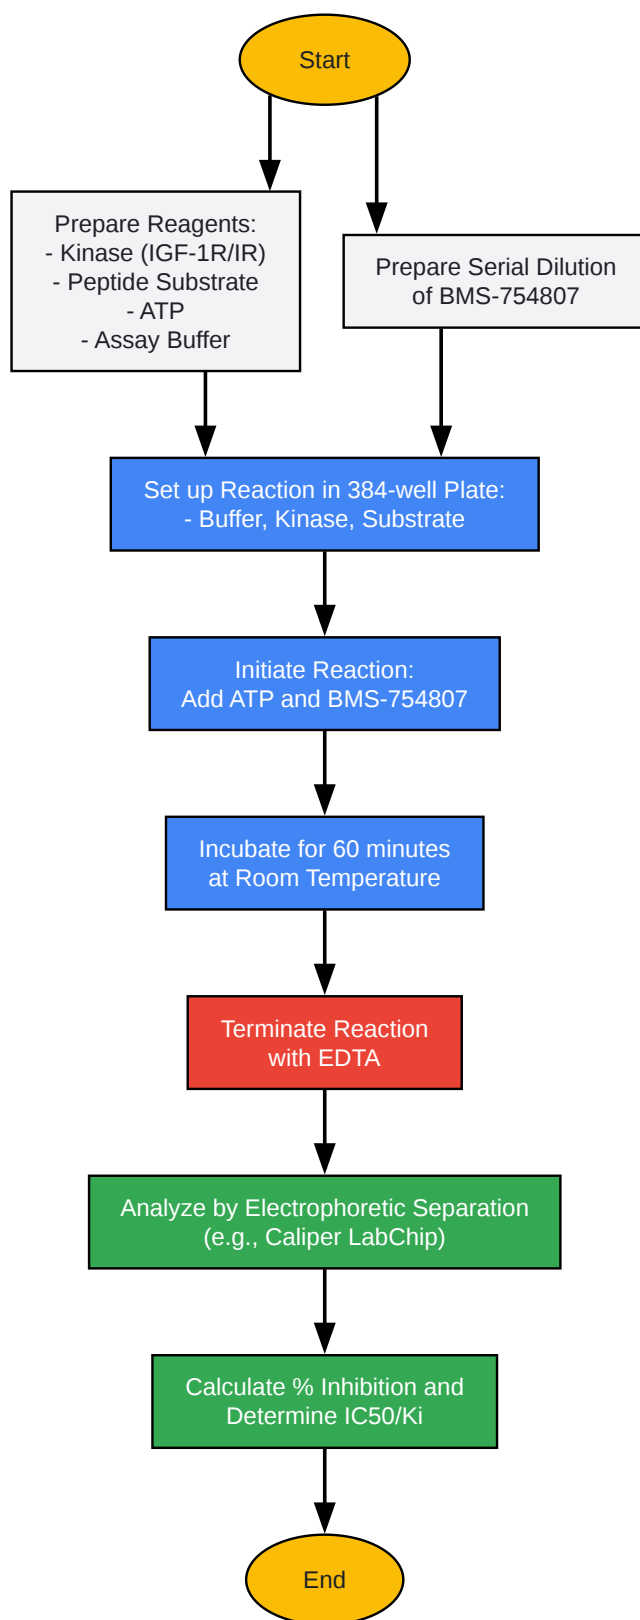 Start
Prepare Reagents:
- Kinase (IGF-1R/IR)
- Peptide Substrate
- ATP
- Assay Buffer
Prepare Serial Dilution
of BMS-754807
Set up Reaction in 384-well Plate:
- Buffer, Kinase, Substrate
Initiate Reaction:
Add ATP and BMS-754807
Incubate for 60 minutes
at Room Temperature
Terminate Reaction
with EDTA
Analyze by Electrophoretic Separation
(e.g., Caliper LabChip)
Calculate % Inhibition and
Determine IC50/Ki
End